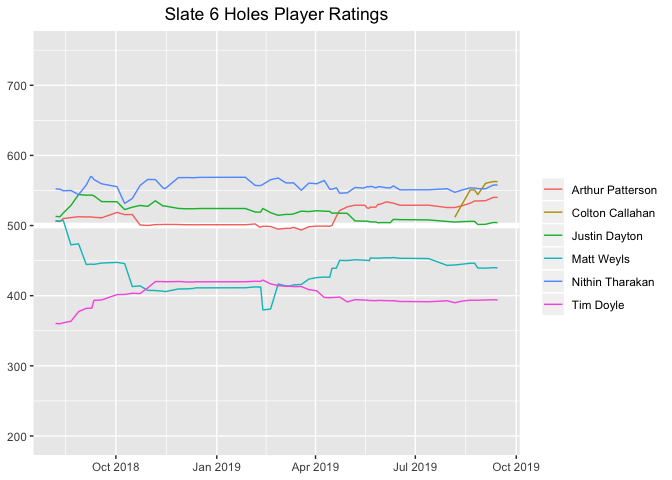 Slate 6 Holes Player Ratings
700
600
500
400
300
200
Oct 2018
Jan 2019
Apr 2019
Jul 2019
Oct 2019
Arthur Patterson
Colton Callahan
Justin Dayton
Matt Weyls
Nithin Tharakan
Tim Doyle